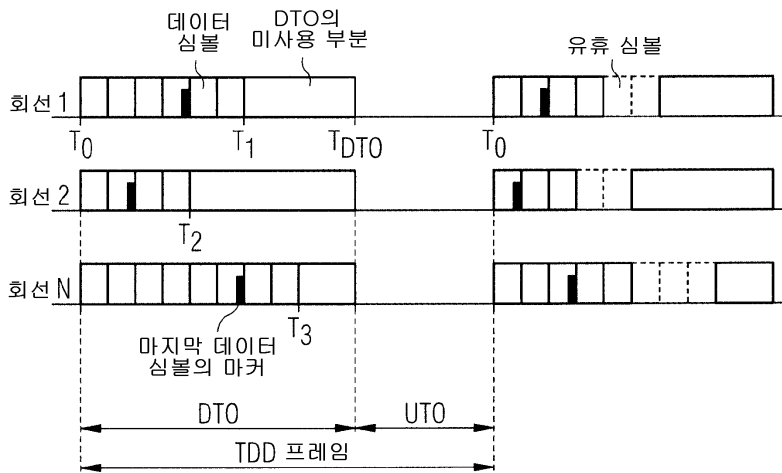 데이터
심볼
DTO의
미사용 부분
유휴 심볼
회선 1
T0
T1
TDTO
T0
회선 2
T2
회선 N
T3
마지막 데이터
심볼의 마커
DTO
UTO
TDD 프레임